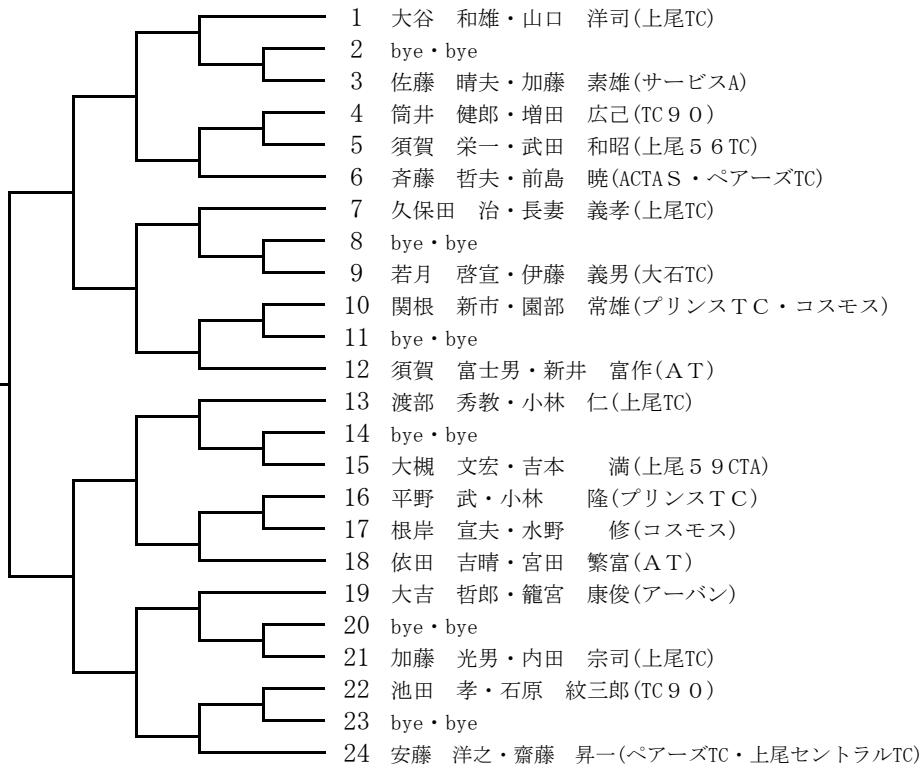 1 大谷　和雄・山口　洋司(上尾TC)
2 bye・bye
3 佐藤　晴夫・加藤　素雄(サービスA)
4 筒井　健郎・増田　広己(TC９０)
5 須賀　栄一・武田　和昭(上尾５６TC)
6 斉藤　哲夫・前島　暁(ACTAＳ・ペアーズTC)
7 久保田　治・長妻　義孝(上尾TC)
8 bye・bye
9 若月　啓宣・伊藤　義男(大石TC)
10 関根　新市・園部　常雄(プリンスＴＣ・コスモス)
11 bye・bye
12 須賀　富士男・新井　富作(ＡＴ)
13 渡部　秀教・小林　仁(上尾TC)
14 bye・bye
15 大槻　文宏・吉本　　満(上尾５９CTA)
16 平野　武・小林　　隆(プリンスＴＣ)
17 根岸　宣夫・水野　　修(コスモス)
18 依田　吉晴・宮田　繁富(ＡＴ)
19 大吉　哲郎・籠宮　康俊(アーバン)
20 bye・bye
21 加藤　光男・内田　宗司(上尾TC)
22 池田　孝・石原　紋三郎(TC９０)
23 bye・bye
24 安藤　洋之・齋藤　昇一(ペアーズTC・上尾セントラルTC)